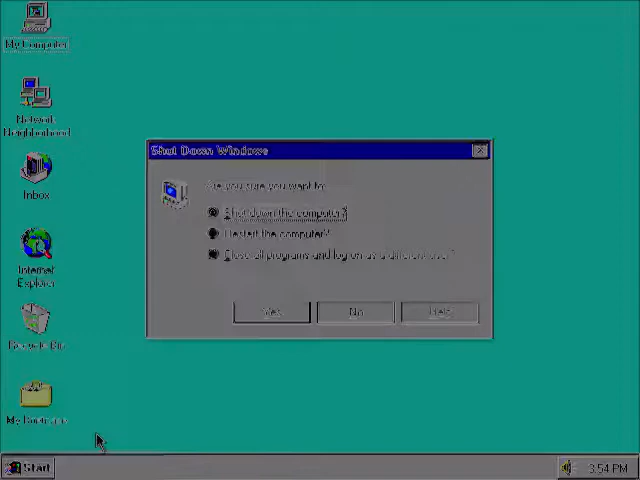 My Computer
Network
Neighborhood
Inbox
Internet
Explorer
Recycle Bin
My Briefcase
Shut Down Windows
Are you sure you want to:
Shut down the computer?
Restart the computer?
Close all programs and log on as a different user?
Yes
No
Help
Start
3:54 PM